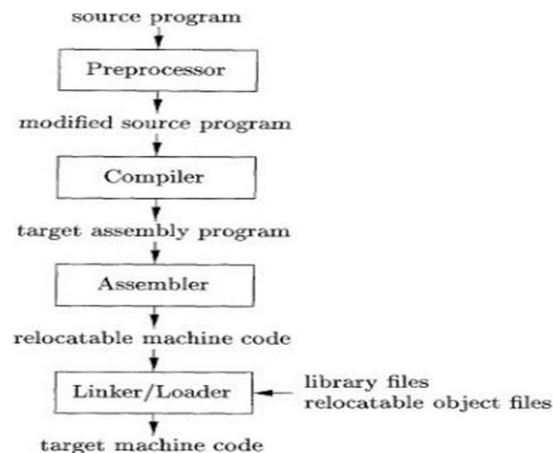 source program
Preprocessor
modified source program
Compiler
target assembly program
Assembler
relocatable machine code
Linker/Loader
library files
relocatable object files
target machine code